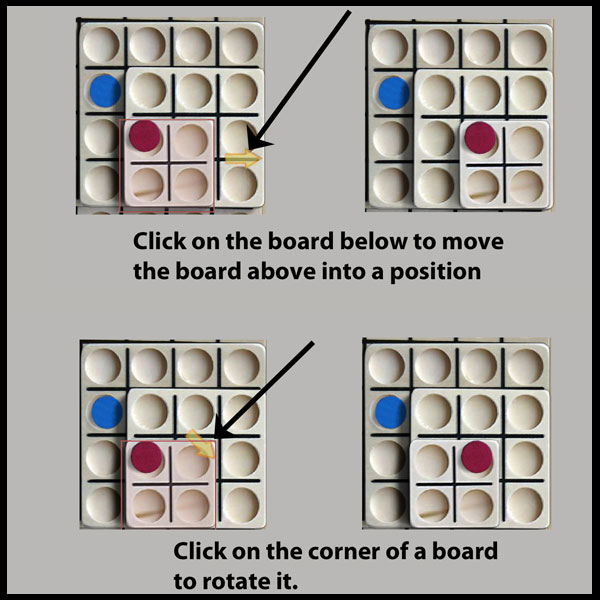 Click on the board below to move
the board above into a position
Click on the corner of a board
to rotate it.